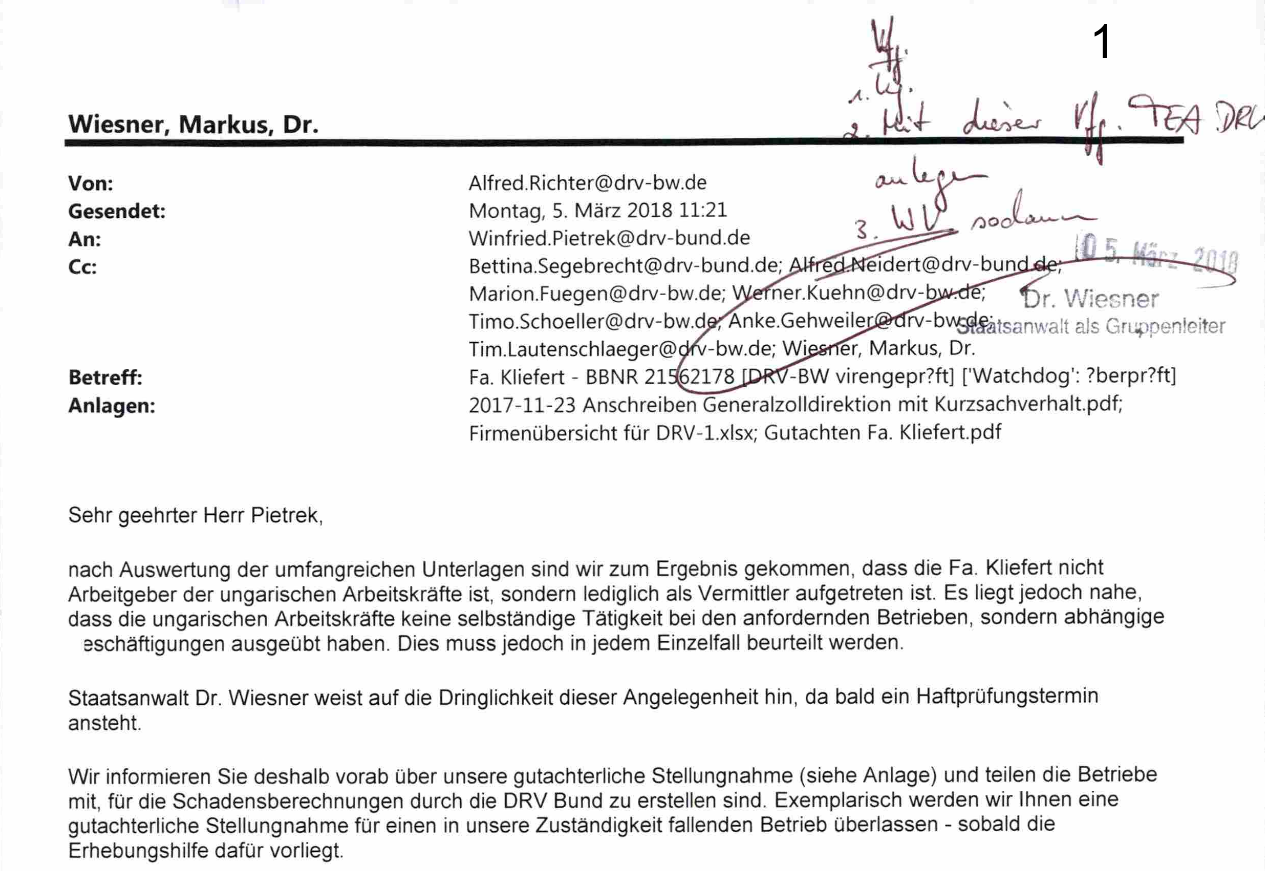 1
Vfg.
1. Lg.
2. Mit dieser Vfg. TEA DRV
anlegen
3. WV sodann
05. März 2018
Dr. Wiesner
Staatsanwalt als Gruppenleiter
Wiesner, Markus, Dr.
Von: Alfred.Richter@drv-bw.de
Gesendet: Montag, 5. März 2018 11:21
An: Winfried.Pietrek@drv-bund.de
Cc: Bettina.Segebrecht@drv-bund.de; Alfred.Neidert@drv-bund.de;
Marion.Fuegen@drv-bw.de; Werner.Kuehn@drv-bw.de;
Timo.Schoeller@drv-bw.de; Anke.Gehweiler@drv-bw.de;
Tim.Lautenschlaeger@drv-bw.de; Wiesner, Markus, Dr.
Betreff: Fa. Kliefert - BBNR 21562178 [DRV-BW virengepr?ft] ['Watchdog': ?berpr?ft]
Anlagen: 2017-11-23 Anschreiben Generalzolldirektion mit Kurzsachverhalt.pdf;
Firmenübersicht für DRV-1.xlsx; Gutachten Fa. Kliefert.pdf
Sehr geehrter Herr Pietrek,
nach Auswertung der umfangreichen Unterlagen sind wir zum Ergebnis gekommen, dass die Fa. Kliefert nicht
Arbeitgeber der ungarischen Arbeitskräfte ist, sondern lediglich als Vermittler aufgetreten ist. Es liegt jedoch nahe,
dass die ungarischen Arbeitskräfte keine selbständige Tätigkeit bei den anfordernden Betrieben, sondern abhängige
eschäftigungen ausgeübt haben. Dies muss jedoch in jedem Einzelfall beurteilt werden.
Staatsanwalt Dr. Wiesner weist auf die Dringlichkeit dieser Angelegenheit hin, da bald ein Haftprüfungstermin
ansteht.
Wir informieren Sie deshalb vorab über unsere gutachterliche Stellungnahme (siehe Anlage) und teilen die Betriebe
mit, für die Schadensberechnungen durch die DRV Bund zu erstellen sind. Exemplarisch werden wir Ihnen eine
gutachterliche Stellungnahme für einen in unsere Zuständigkeit fallenden Betrieb überlassen - sobald die
Erhebungshilfe dafür vorliegt.